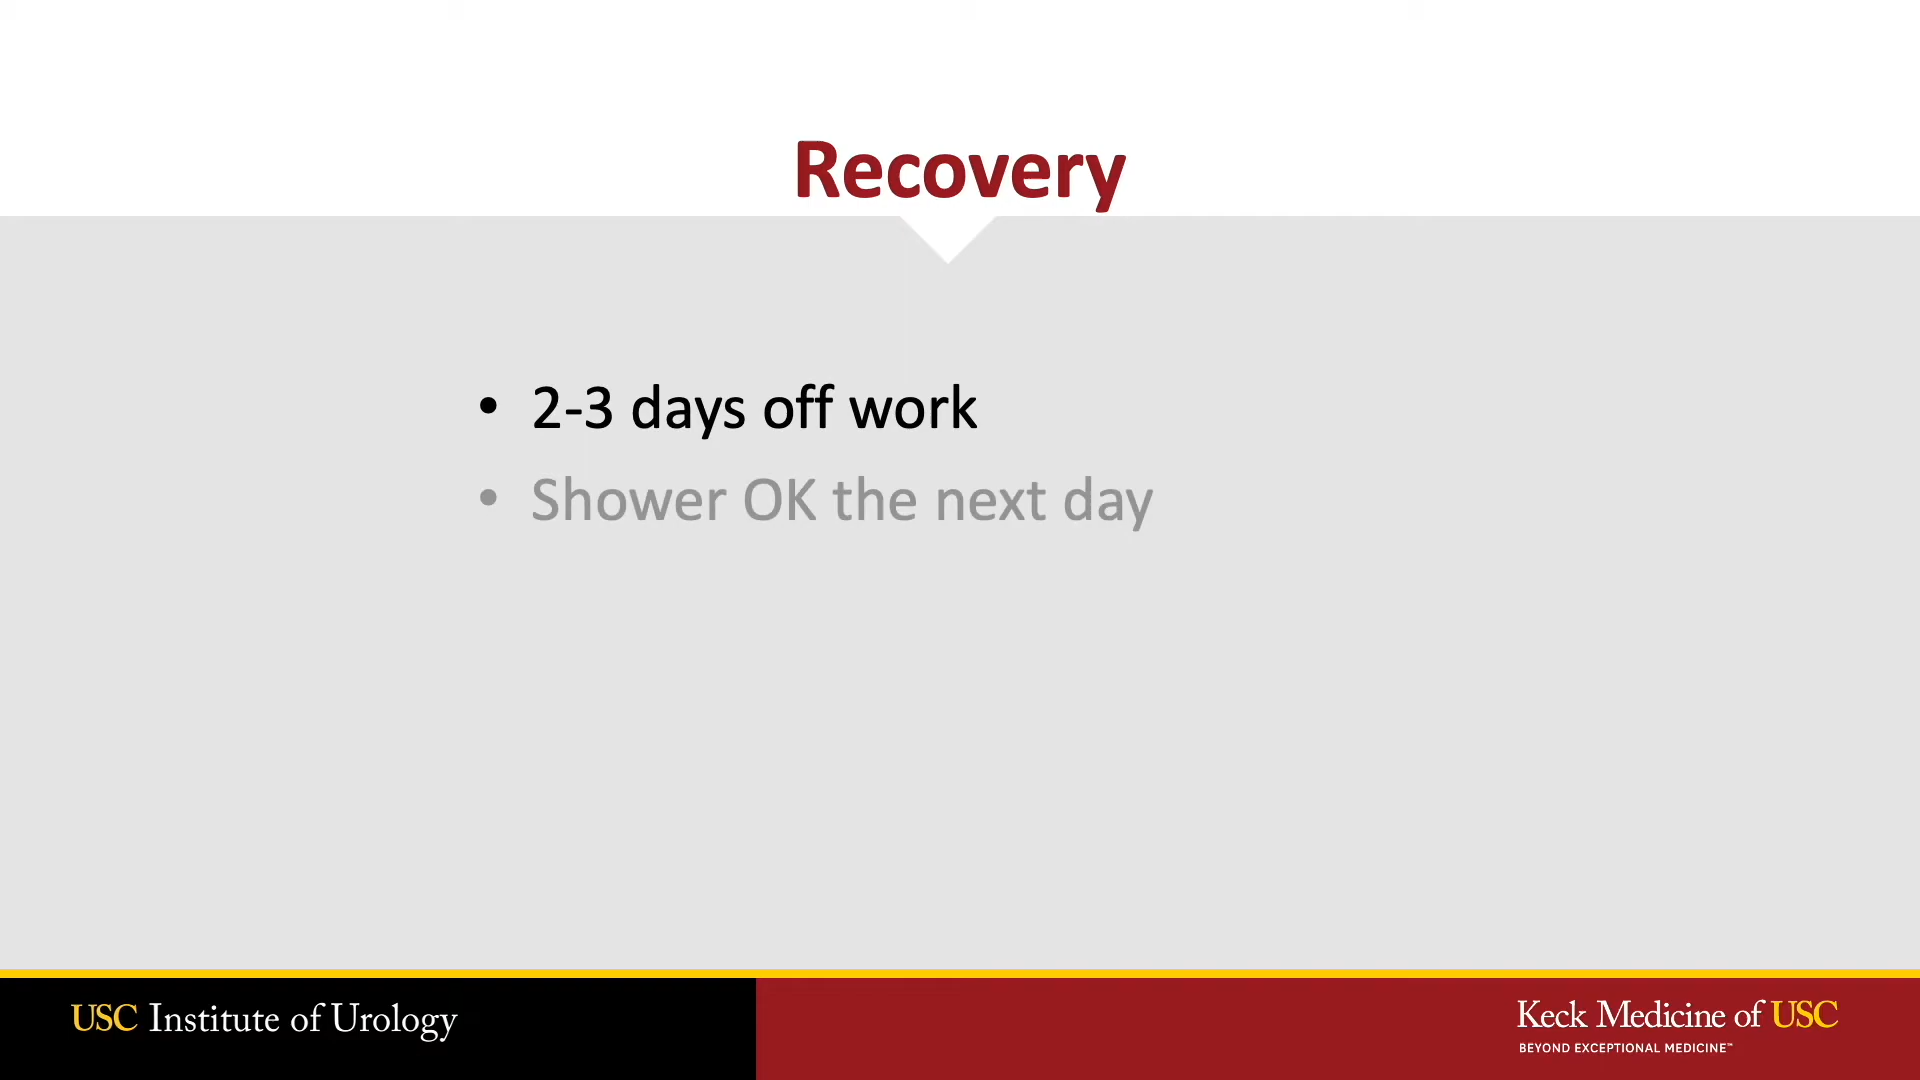 Recovery
• 2-3 days off work
• Shower OK the next day
USC Institute of Urology
Keck Medicine of USC
BEYOND EXCEPTIONAL MEDICINE™